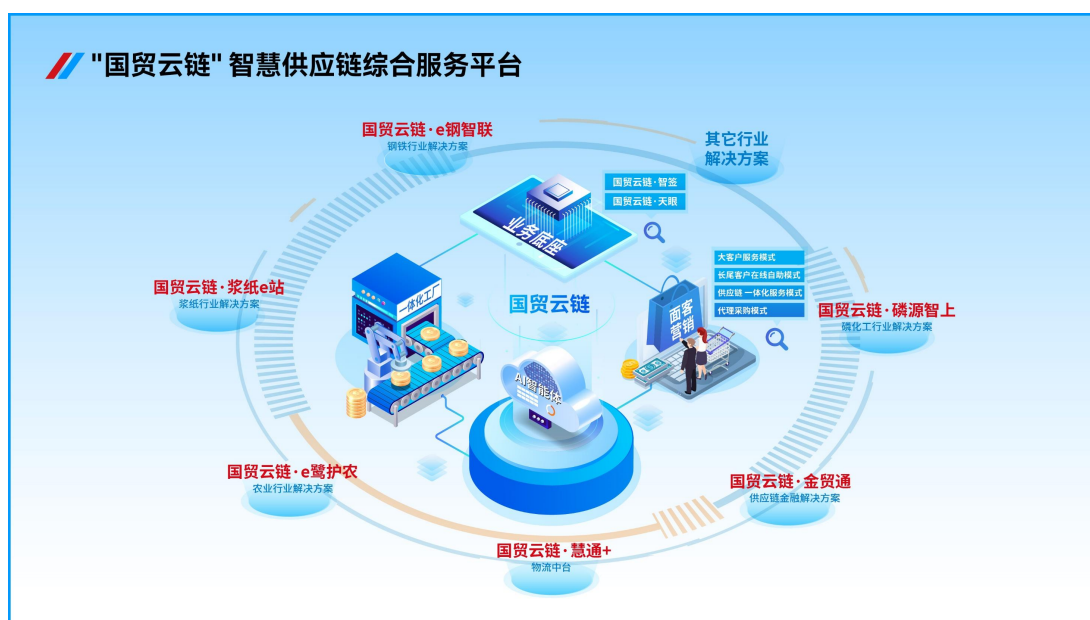 "国贸云链" 智慧供应链综合服务平台
国贸云链·e钢智联
钢铁行业解决方案
其它行业
解决方案
国贸云链·智签
国贸云链·天眼
业务底座
大客户服务模式
长尾客户在线自助模式
供应链一体化服务模式
代理采购模式
一体化工厂
国贸云链
面客
营销
国贸云链·浆纸e站
浆纸行业解决方案
国贸云链·磷源智上
磷化工行业解决方案
AI智能体
国贸云链·e鹭护农
农业行业解决方案
国贸云链·金贸通
供应链金融解决方案
国贸云链·慧通+
物流中台